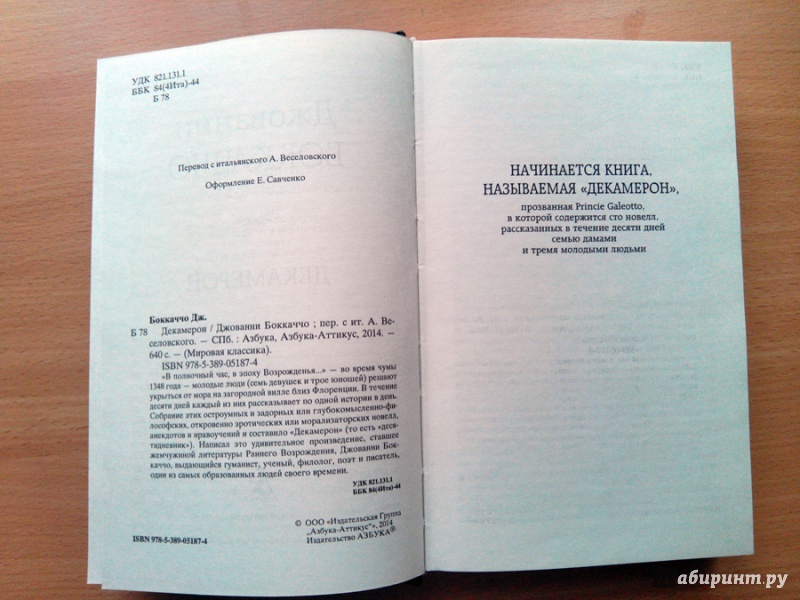 УДК 821.131.1
ББК 84(4Ита)-44
Б 78
Перевод с итальянского А. Веселовского
Оформление Е. Савченко
Боккаччо Дж.
Б 78 Декамерон / Джованни Боккаччо ; пер. с ит. А. Ве-
селовского. — СПб. : Азбука, Азбука-Аттикус, 2014. —
640 с. — (Мировая классика).
ISBN 978-5-389-05187-4
«В полночный час, в эпоху Возрожденья...» — во время чумы
1348 года — молодые люди (семь девушек и трое юношей) решают
укрыться от мора на загородной вилле близ Флоренции. В течение
десяти дней каждый из них рассказывает по одной истории в день.
Собрание этих остроумных и задорных или глубокомысленно-фи-
лософских, откровенно эротических или морализаторских новелл,
анекдотов и нравоучений и составило «Декамерон» (то есть «деся-
тидневник»). Написал это удивительное произведение, ставшее
жемчужиной литературы Раннего Возрождения, Джованни Бок-
каччо, выдающийся гуманист, ученый, филолог, поэт и писатель,
один из самых образованных людей своего времени.
УДК 821.131.1
ББК 84(4Ита)-44
© ООО «Издательская Группа
„Азбука-Аттикус“», 2014
Издательство АЗБУКА®
ISBN 978-5-389-05187-4
НАЧИНАЕТСЯ КНИГА,
НАЗЫВАЕМАЯ «ДЕКАМЕРОН»,
прозванная Princie Galeotto,
в которой содержится сто новелл,
рассказанных в течение десяти дней
семью дамами
и тремя молодыми людьми
абиринт.ру